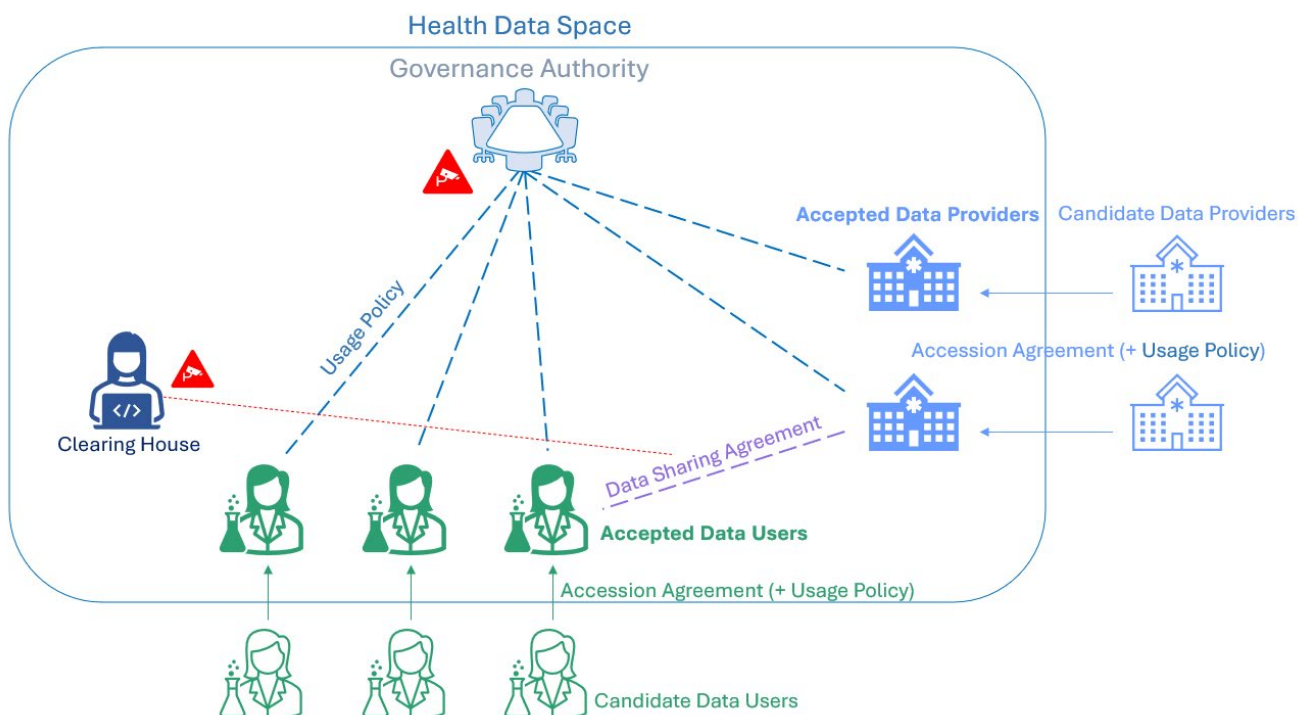 Health Data Space
Governance Authority
Accepted Data Providers
Candidate Data Providers
Usage Policy
Accession Agreement (+ Usage Policy)
</>
Clearing House
Data Sharing Agreement
Accepted Data Users
Accession Agreement (+ Usage Policy)
Candidate Data Users